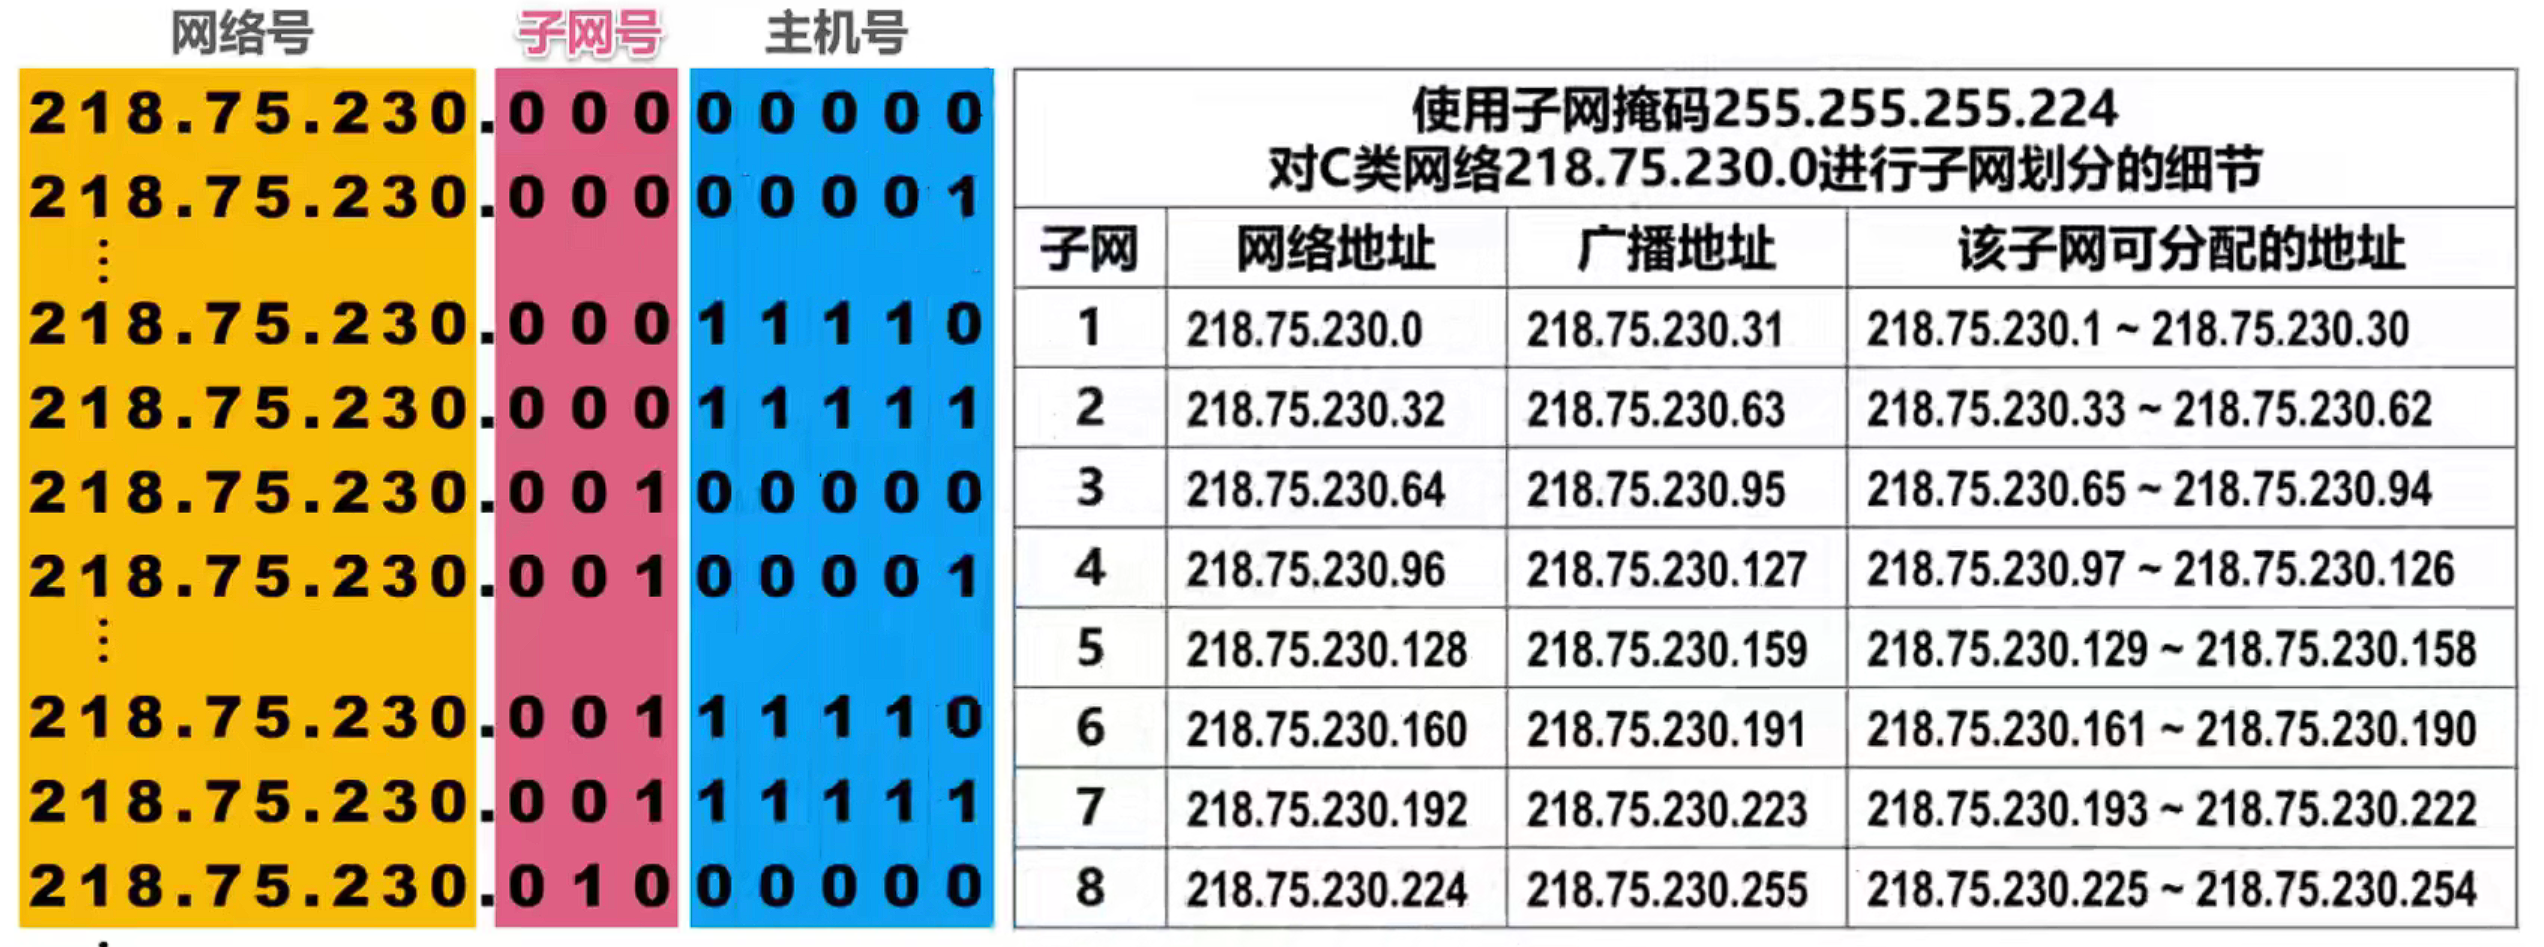 网络号 子网号 主机号
218.75.230.000 00000
218.75.230.000 00001
⋮
218.75.230.000 11110
218.75.230.000 11111
218.75.230.001 00000
218.75.230.001 00001
⋮
218.75.230.001 11110
218.75.230.001 11111
218.75.230.010 00000
使用子网掩码255.255.255.224
对C类网络218.75.230.0进行子网划分的细节
子网 网络地址 广播地址 该子网可分配的地址
1 218.75.230.0 218.75.230.31 218.75.230.1 ~ 218.75.230.30
2 218.75.230.32 218.75.230.63 218.75.230.33 ~ 218.75.230.62
3 218.75.230.64 218.75.230.95 218.75.230.65 ~ 218.75.230.94
4 218.75.230.96 218.75.230.127 218.75.230.97 ~ 218.75.230.126
5 218.75.230.128 218.75.230.159 218.75.230.129 ~ 218.75.230.158
6 218.75.230.160 218.75.230.191 218.75.230.161 ~ 218.75.230.190
7 218.75.230.192 218.75.230.223 218.75.230.193 ~ 218.75.230.222
8 218.75.230.224 218.75.230.255 218.75.230.225 ~ 218.75.230.254